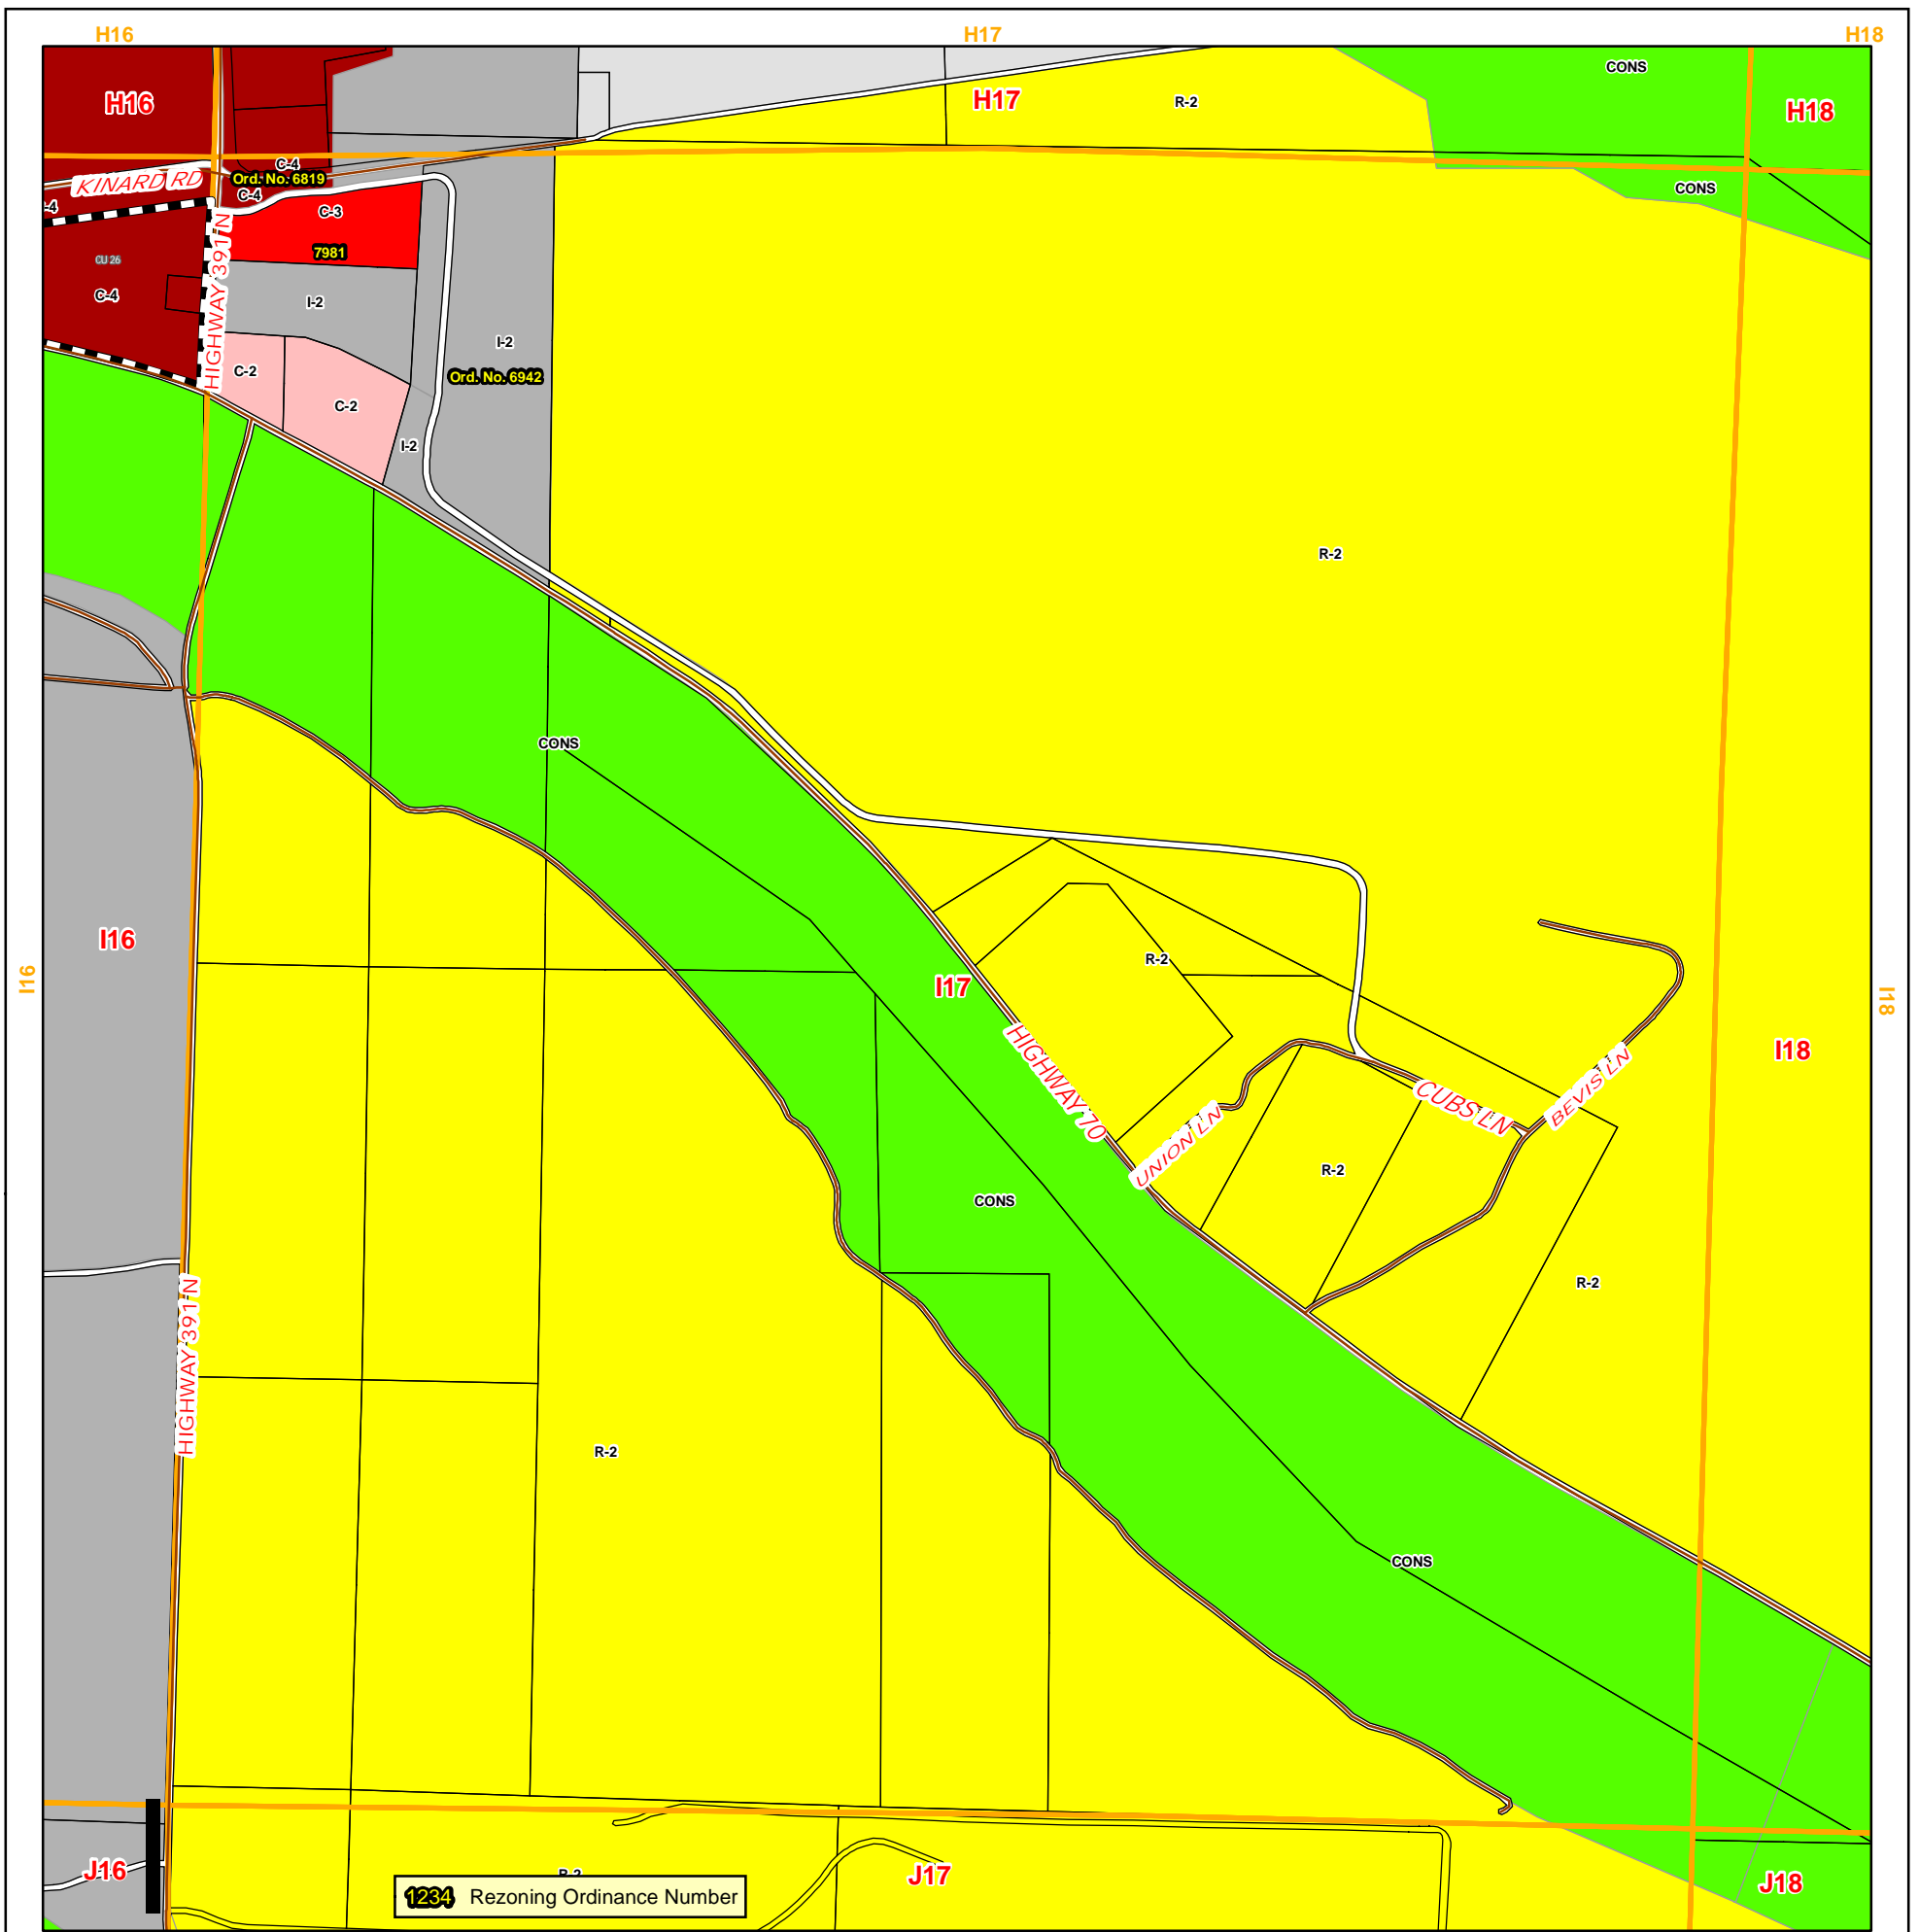 H16 H17 H18
CONS
H16 H17 R-2 H18
C-4
Ord. No. 6819
KINARD RD
C-4
CONS
-4
C-3
7981
CU 26
C-4
HIGHWAY 391 N
I-2
I-2
C-2
Ord. No. 6942
C-2
I-2
R-2
CONS
I16
I16
R-2
I17
I18
I18
HIGHWAY 70
CUBS LN
BEVIS LN
UNION LN
R-2
CONS
R-2
HIGHWAY 391 N
R-2
CONS
J16
R-2
J17
J18
1234 Rezoning Ordinance Number